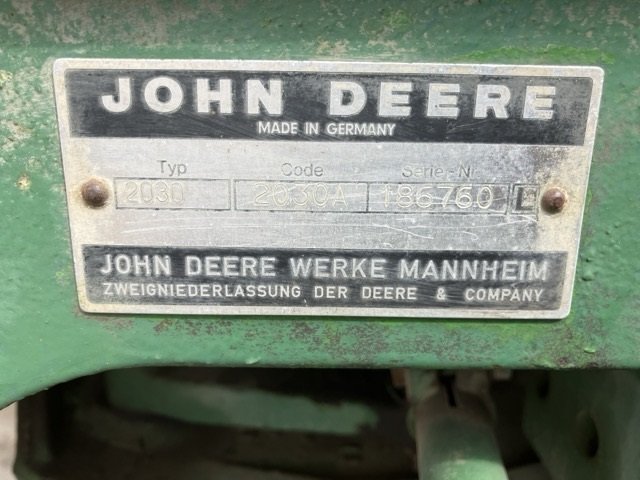 JOHN DEERE
MADE IN GERMANY
Typ Code Serien-Nr
2030 2030A 186760 L
JOHN DEERE WERKE MANNHEIM
ZWEIGNIEDERLASSUNG DER DEERE & COMPANY